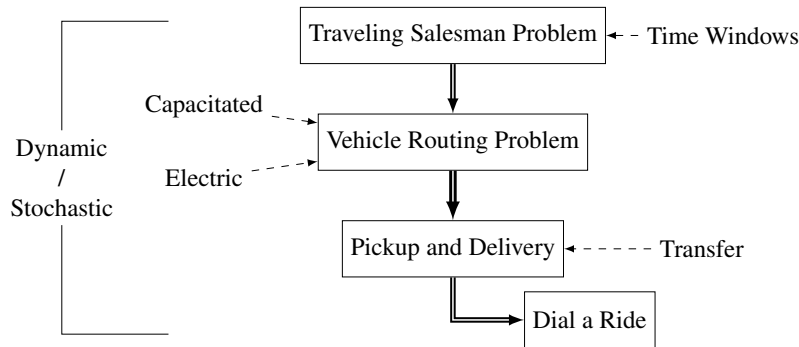 Traveling Salesman Problem
Time Windows
Capacitated
Vehicle Routing Problem
Electric
Dynamic
/
Stochastic
Pickup and Delivery
Transfer
Dial a Ride